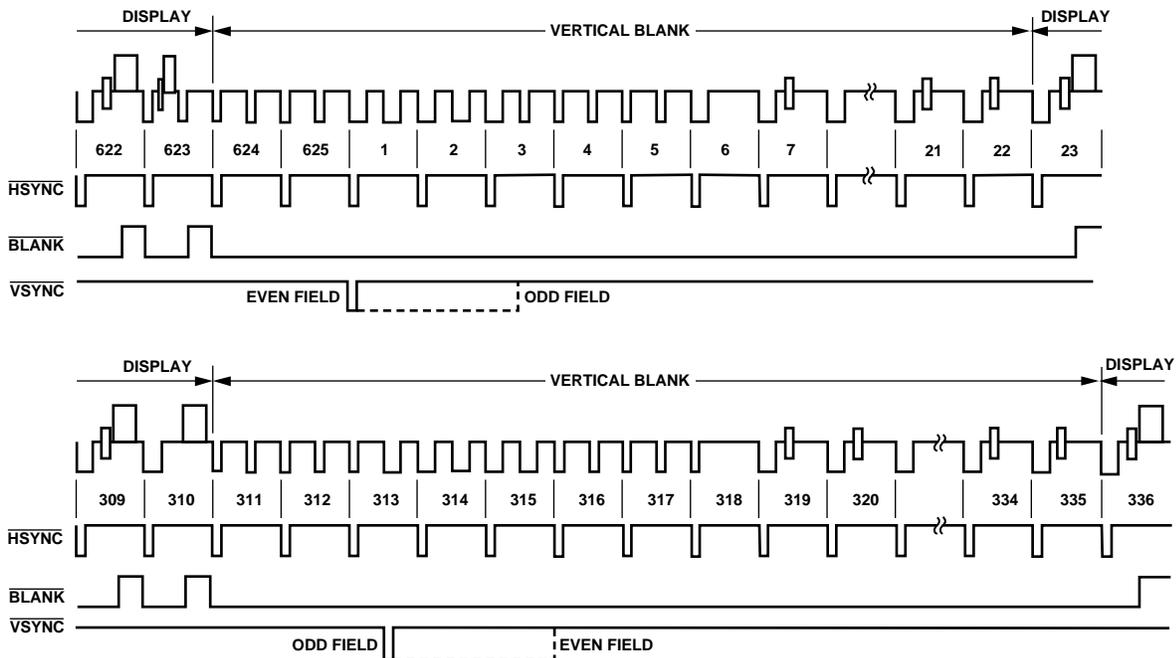 DISPLAY VERTICAL BLANK DISPLAY
622 623 624 625 1 2 3 4 5 6 7 21 22 23
HSYNC
BLANK
VSYNC
EVEN FIELD ODD FIELD
DISPLAY VERTICAL BLANK DISPLAY
309 310 311 312 313 314 315 316 317 318 319 320 334 335 336
HSYNC
BLANK
VSYNC
ODD FIELD EVEN FIELD